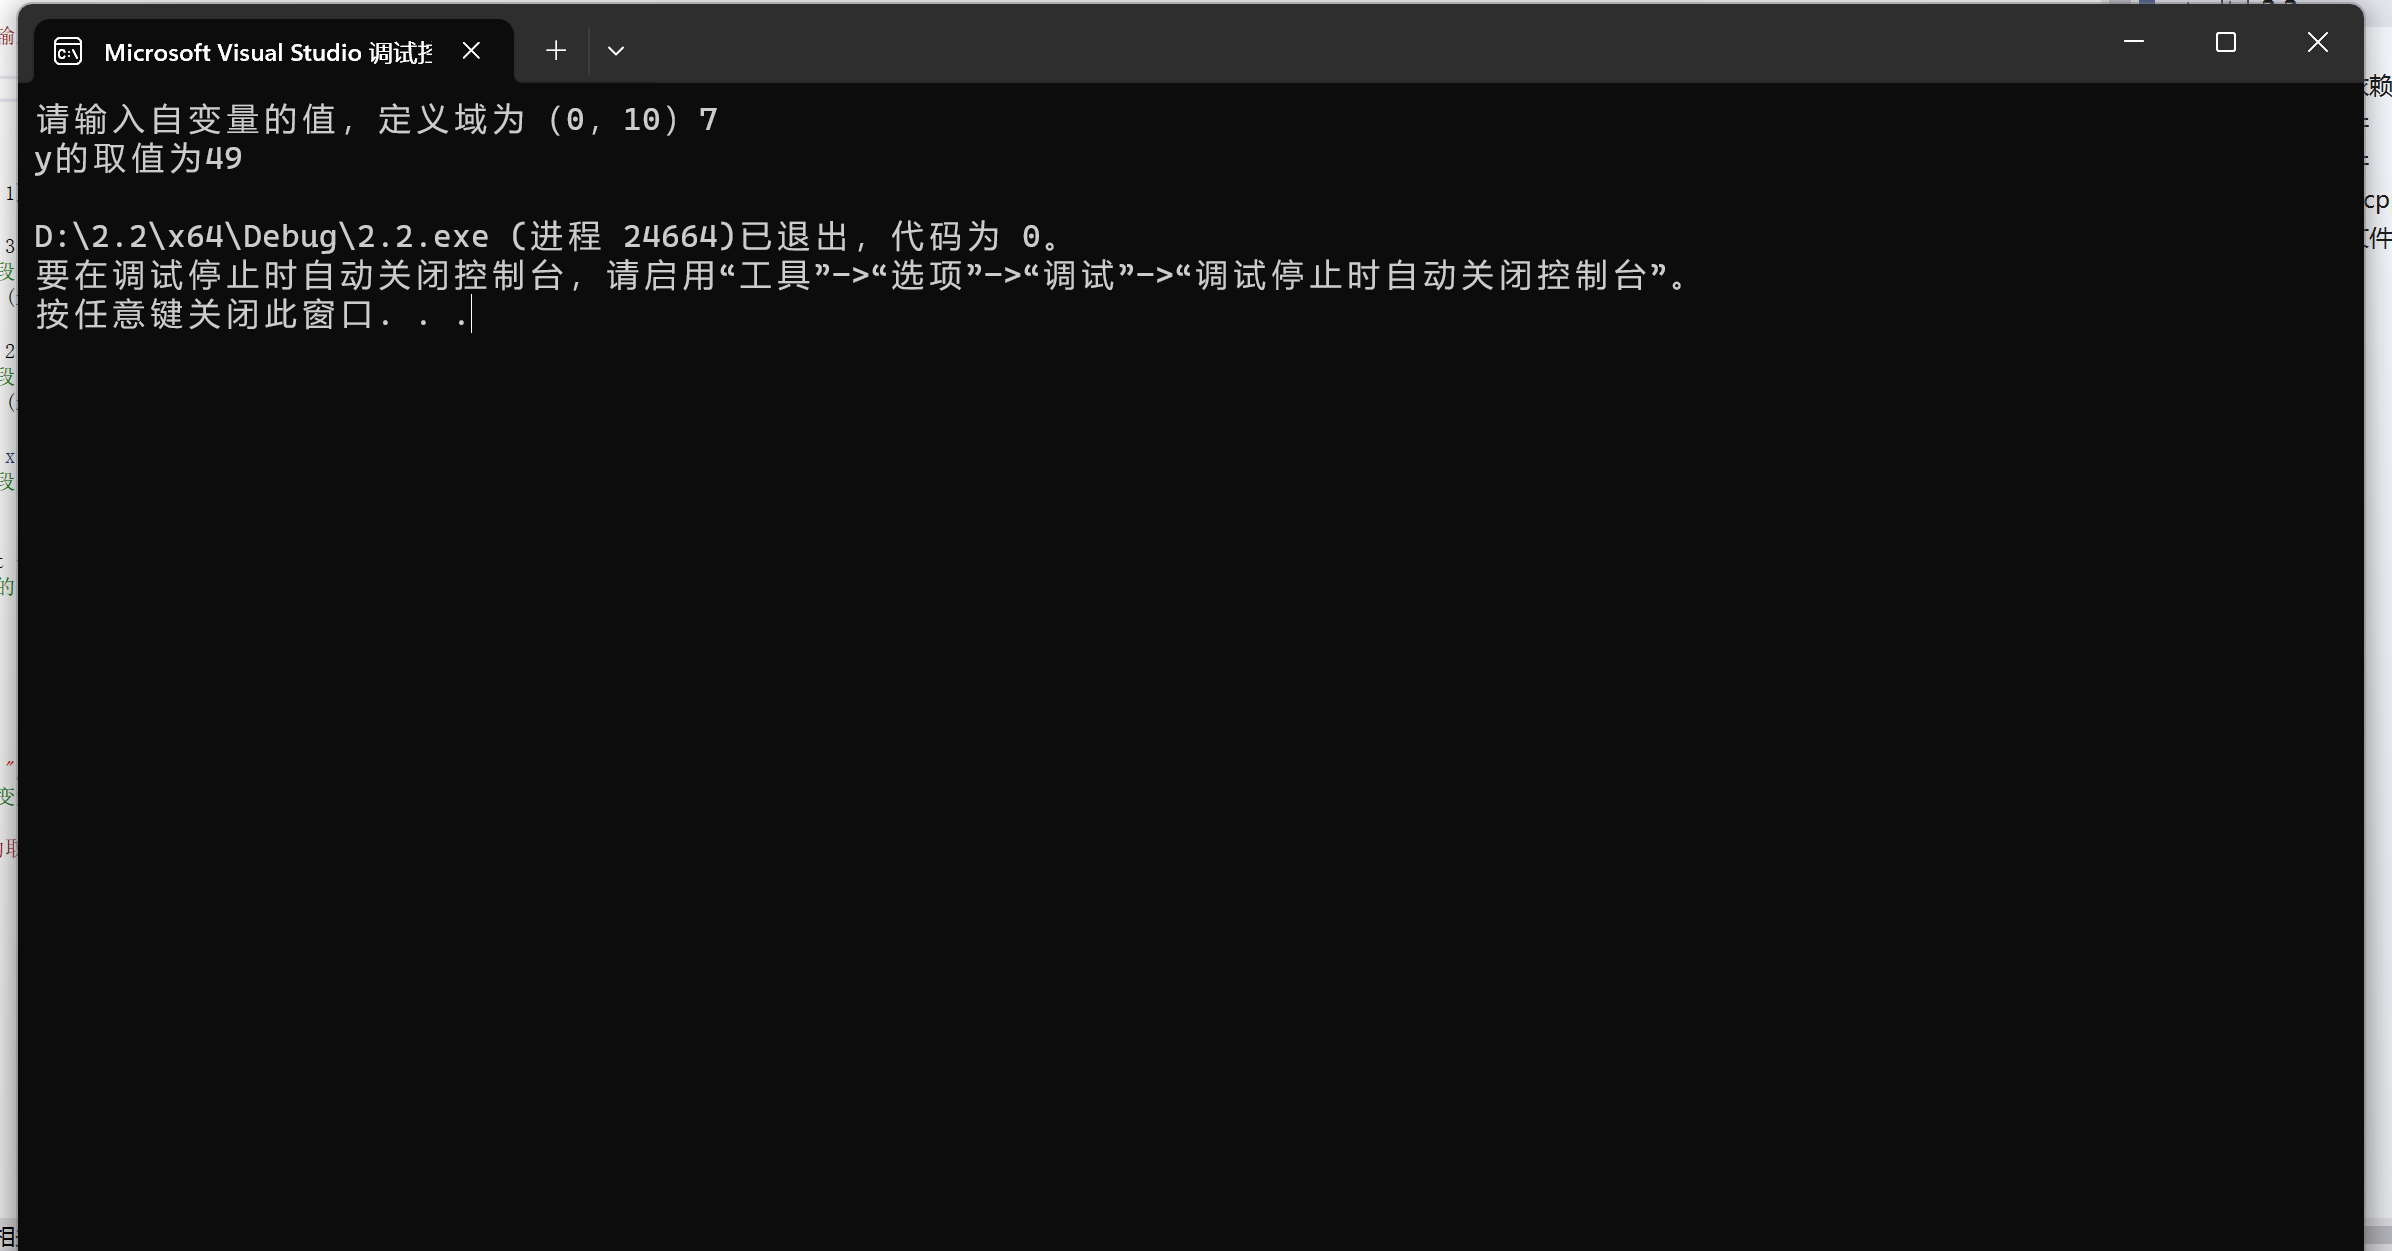 Microsoft Visual Studio 调试控
请输入自变量的值，定义域为（0，10）7
y的取值为49
D:\2.2\x64\Debug\2.2.exe (进程 24664)已退出，代码为 0。
要在调试停止时自动关闭控制台，请启用“工具”->“选项”->“调试”->“调试停止时自动关闭控制台”。
按任意键关闭此窗口. . .